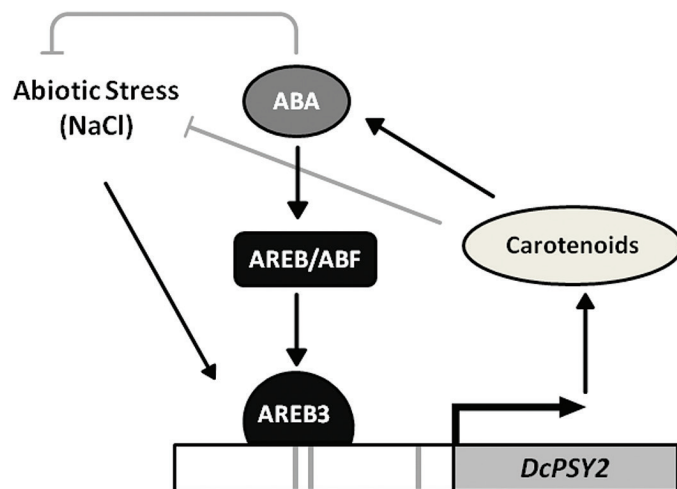 Abiotic Stress
(NaCl)
ABA
AREB/ABF
Carotenoids
AREB3
DcPSY2